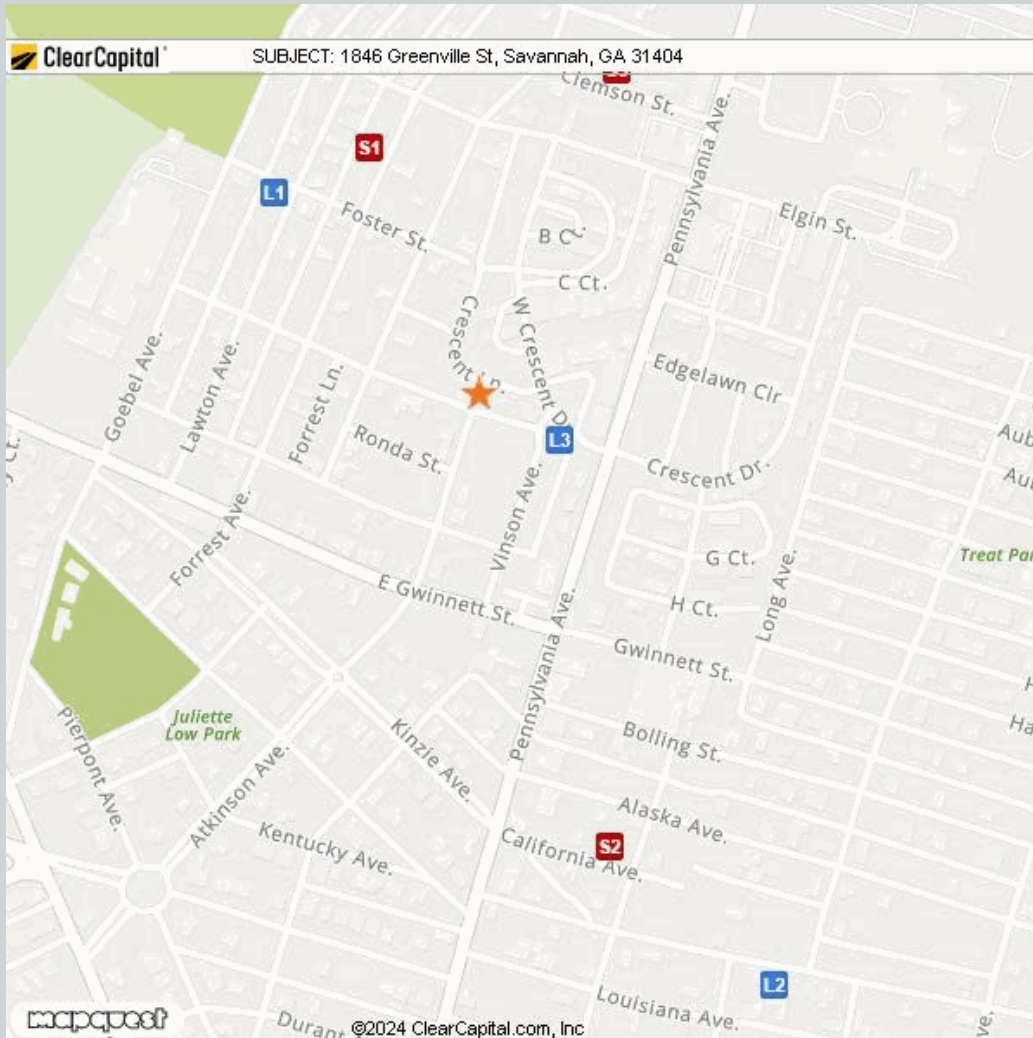 ClearCapital
SUBJECT: 1846 Greenville St, Savannah, GA 31404
Clemson St.
S1
L1
Foster St.
B Ct.
C Ct.
Pennsylvania Ave.
Elgin St.
Crescent Ln.
W Crescent Dr.
Goebel Ave.
Lawton Ave.
Forrest Ln.
Edgelawn Cir
L3
Ronda St.
Crescent Dr.
Vinson Ave.
Forrest Ave.
G Ct.
Treat Par
Long Ave.
H Ct.
E Gwinnett St.
Gwinnett St.
Pennsylvania Ave.
Juliette
Low Park
Pierpont Ave.
Atkinson Ave.
Kinzie Ave.
Bolling St.
Alaska Ave.
Kentucky Ave.
S2
California Ave.
L2
Louisiana Ave.
mapquest
Durant
©2024 ClearCapital.com, Inc